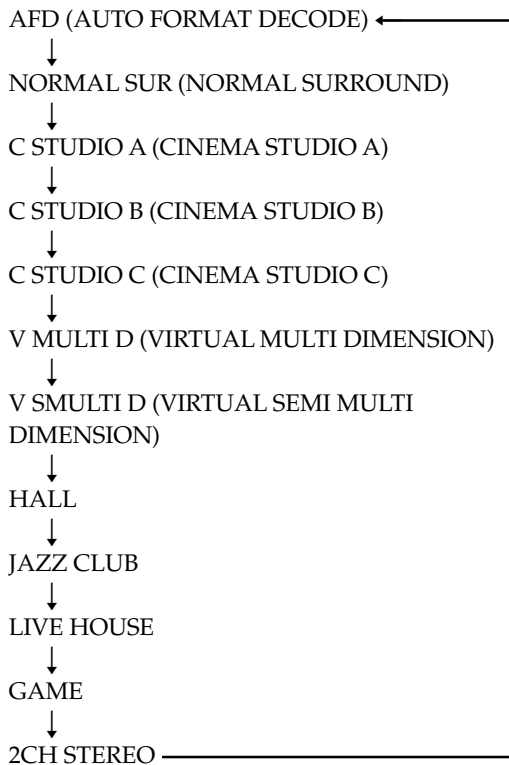 AFD (AUTO FORMAT DECODE)
NORMAL SUR (NORMAL SURROUND)
C STUDIO A (CINEMA STUDIO A)
C STUDIO B (CINEMA STUDIO B)
C STUDIO C (CINEMA STUDIO C)
V MULTI D (VIRTUAL MULTI DIMENSION)
V SMULTI D (VIRTUAL SEMI MULTI
DIMENSION)
HALL
JAZZ CLUB
LIVE HOUSE
GAME
2CH STEREO